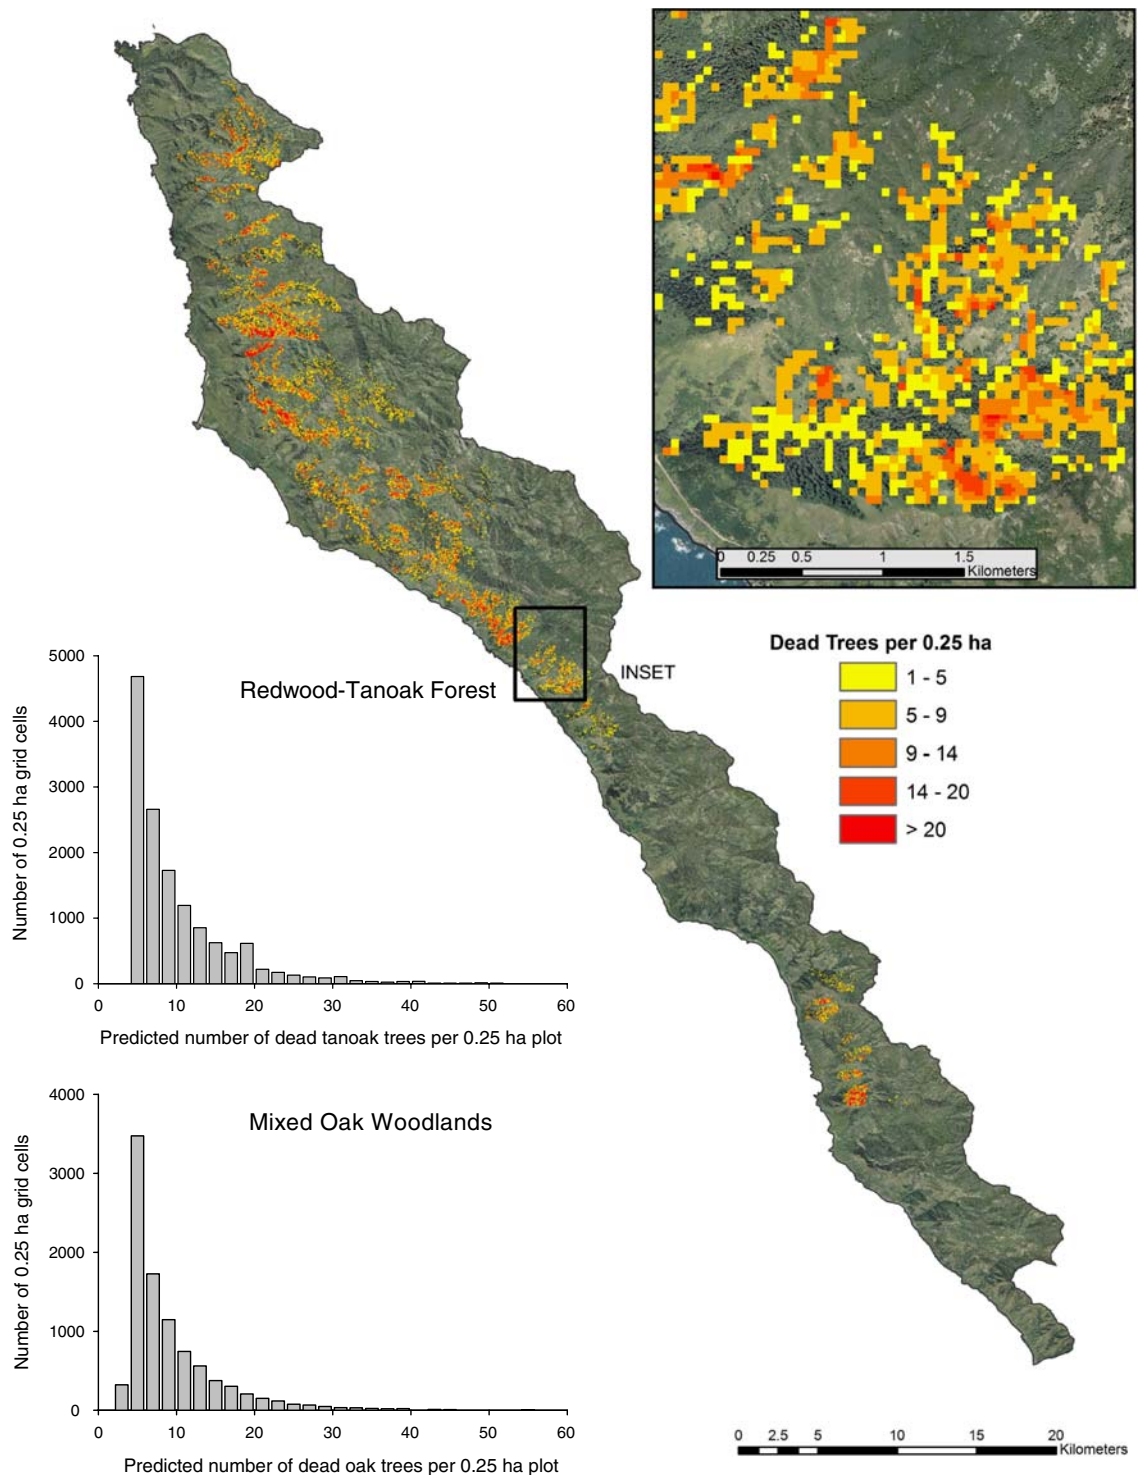 0 0.25 0.5 1 1.5
Kilometers
Dead Trees per 0.25 ha
1 - 5
5 - 9
9 - 14
14 - 20
> 20
INSET
Redwood-Tanoak Forest
Number of 0.25 ha grid cells
5000
4000
3000
2000
1000
0
0 10 20 30 40 50 60
Predicted number of dead tanoak trees per 0.25 ha plot
Mixed Oak Woodlands
Number of 0.25 ha grid cells
4000
3000
2000
1000
0
0 10 20 30 40 50 60
Predicted number of dead oak trees per 0.25 ha plot
0 2.5 5 10 15 20
Kilometers